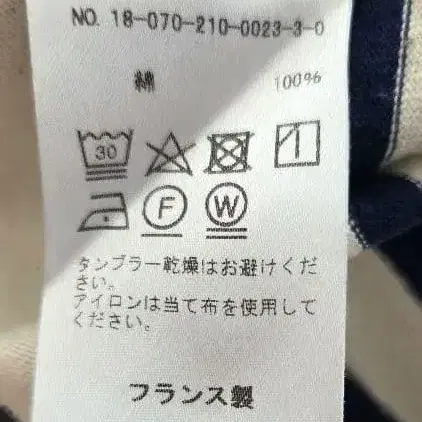 NO. 18-070-210-0023-3-0
綿 100%
30
F W
タンブラー乾燥はお避けくだ
さい。
アイロンは当て布を使用して
ください。
フランス製